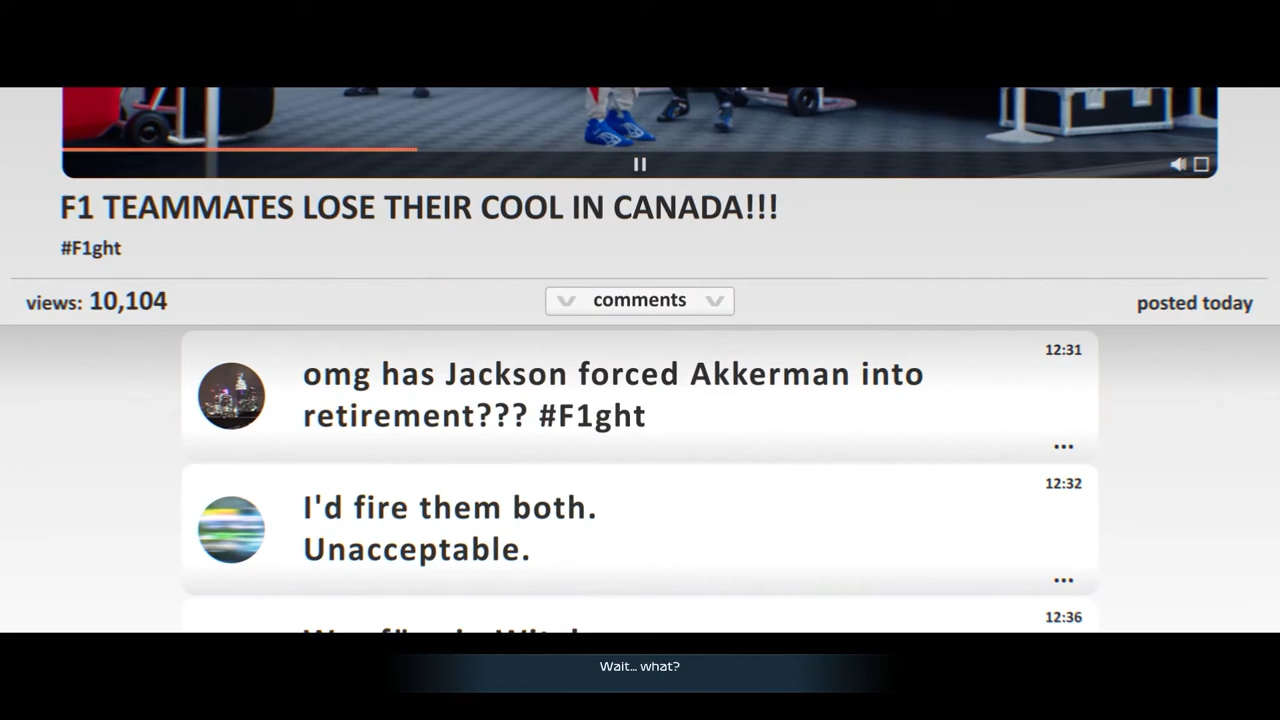 F1 TEAMMATES LOSE THEIR COOL IN CANADA!!!
#F1ght
views: 10,104
comments
posted today
12:31
omg has Jackson forced Akkerman into
retirement??? #F1ght
...
12:32
I'd fire them both.
Unacceptable.
...
12:36
Wait... what?